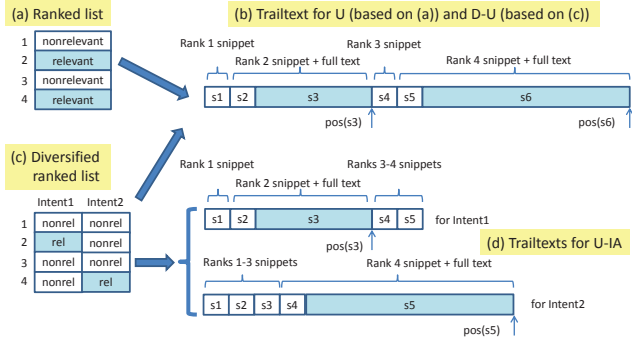 (a) Ranked list
1 nonrelevant
2 relevant
3 nonrelevant
4 relevant
(b) Trailtext for U (based on (a)) and D-U (based on (c))
Rank 1 snippet
Rank 3 snippet
Rank 2 snippet + full text
Rank 4 snippet + full text
s1 s2 s3 s4 s5 s6
pos(s3)
pos(s6)
(c) Diversified
ranked list
Intent1 Intent2
1 nonrel nonrel
2 rel nonrel
3 nonrel nonrel
4 nonrel rel
Rank 1 snippet
Ranks 3-4 snippets
Rank 2 snippet + full text
s1 s2 s3 s4 s5
for Intent1
pos(s3)
(d) Trailtexts for U-IA
Ranks 1-3 snippets
Rank 4 snippet + full text
s1 s2 s3 s4 s5
for Intent2
pos(s5)